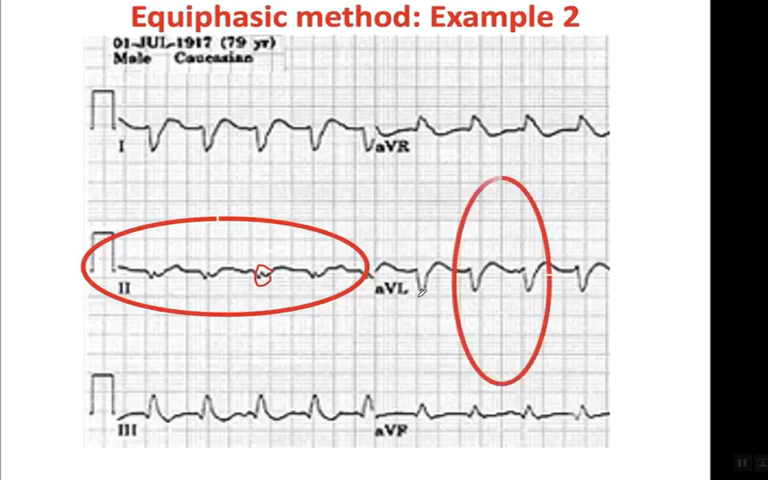 Equiphasic method: Example 2
01-JUL-1917 (79 yr)
Male Caucasian
I aVR
II aVL
III aVF